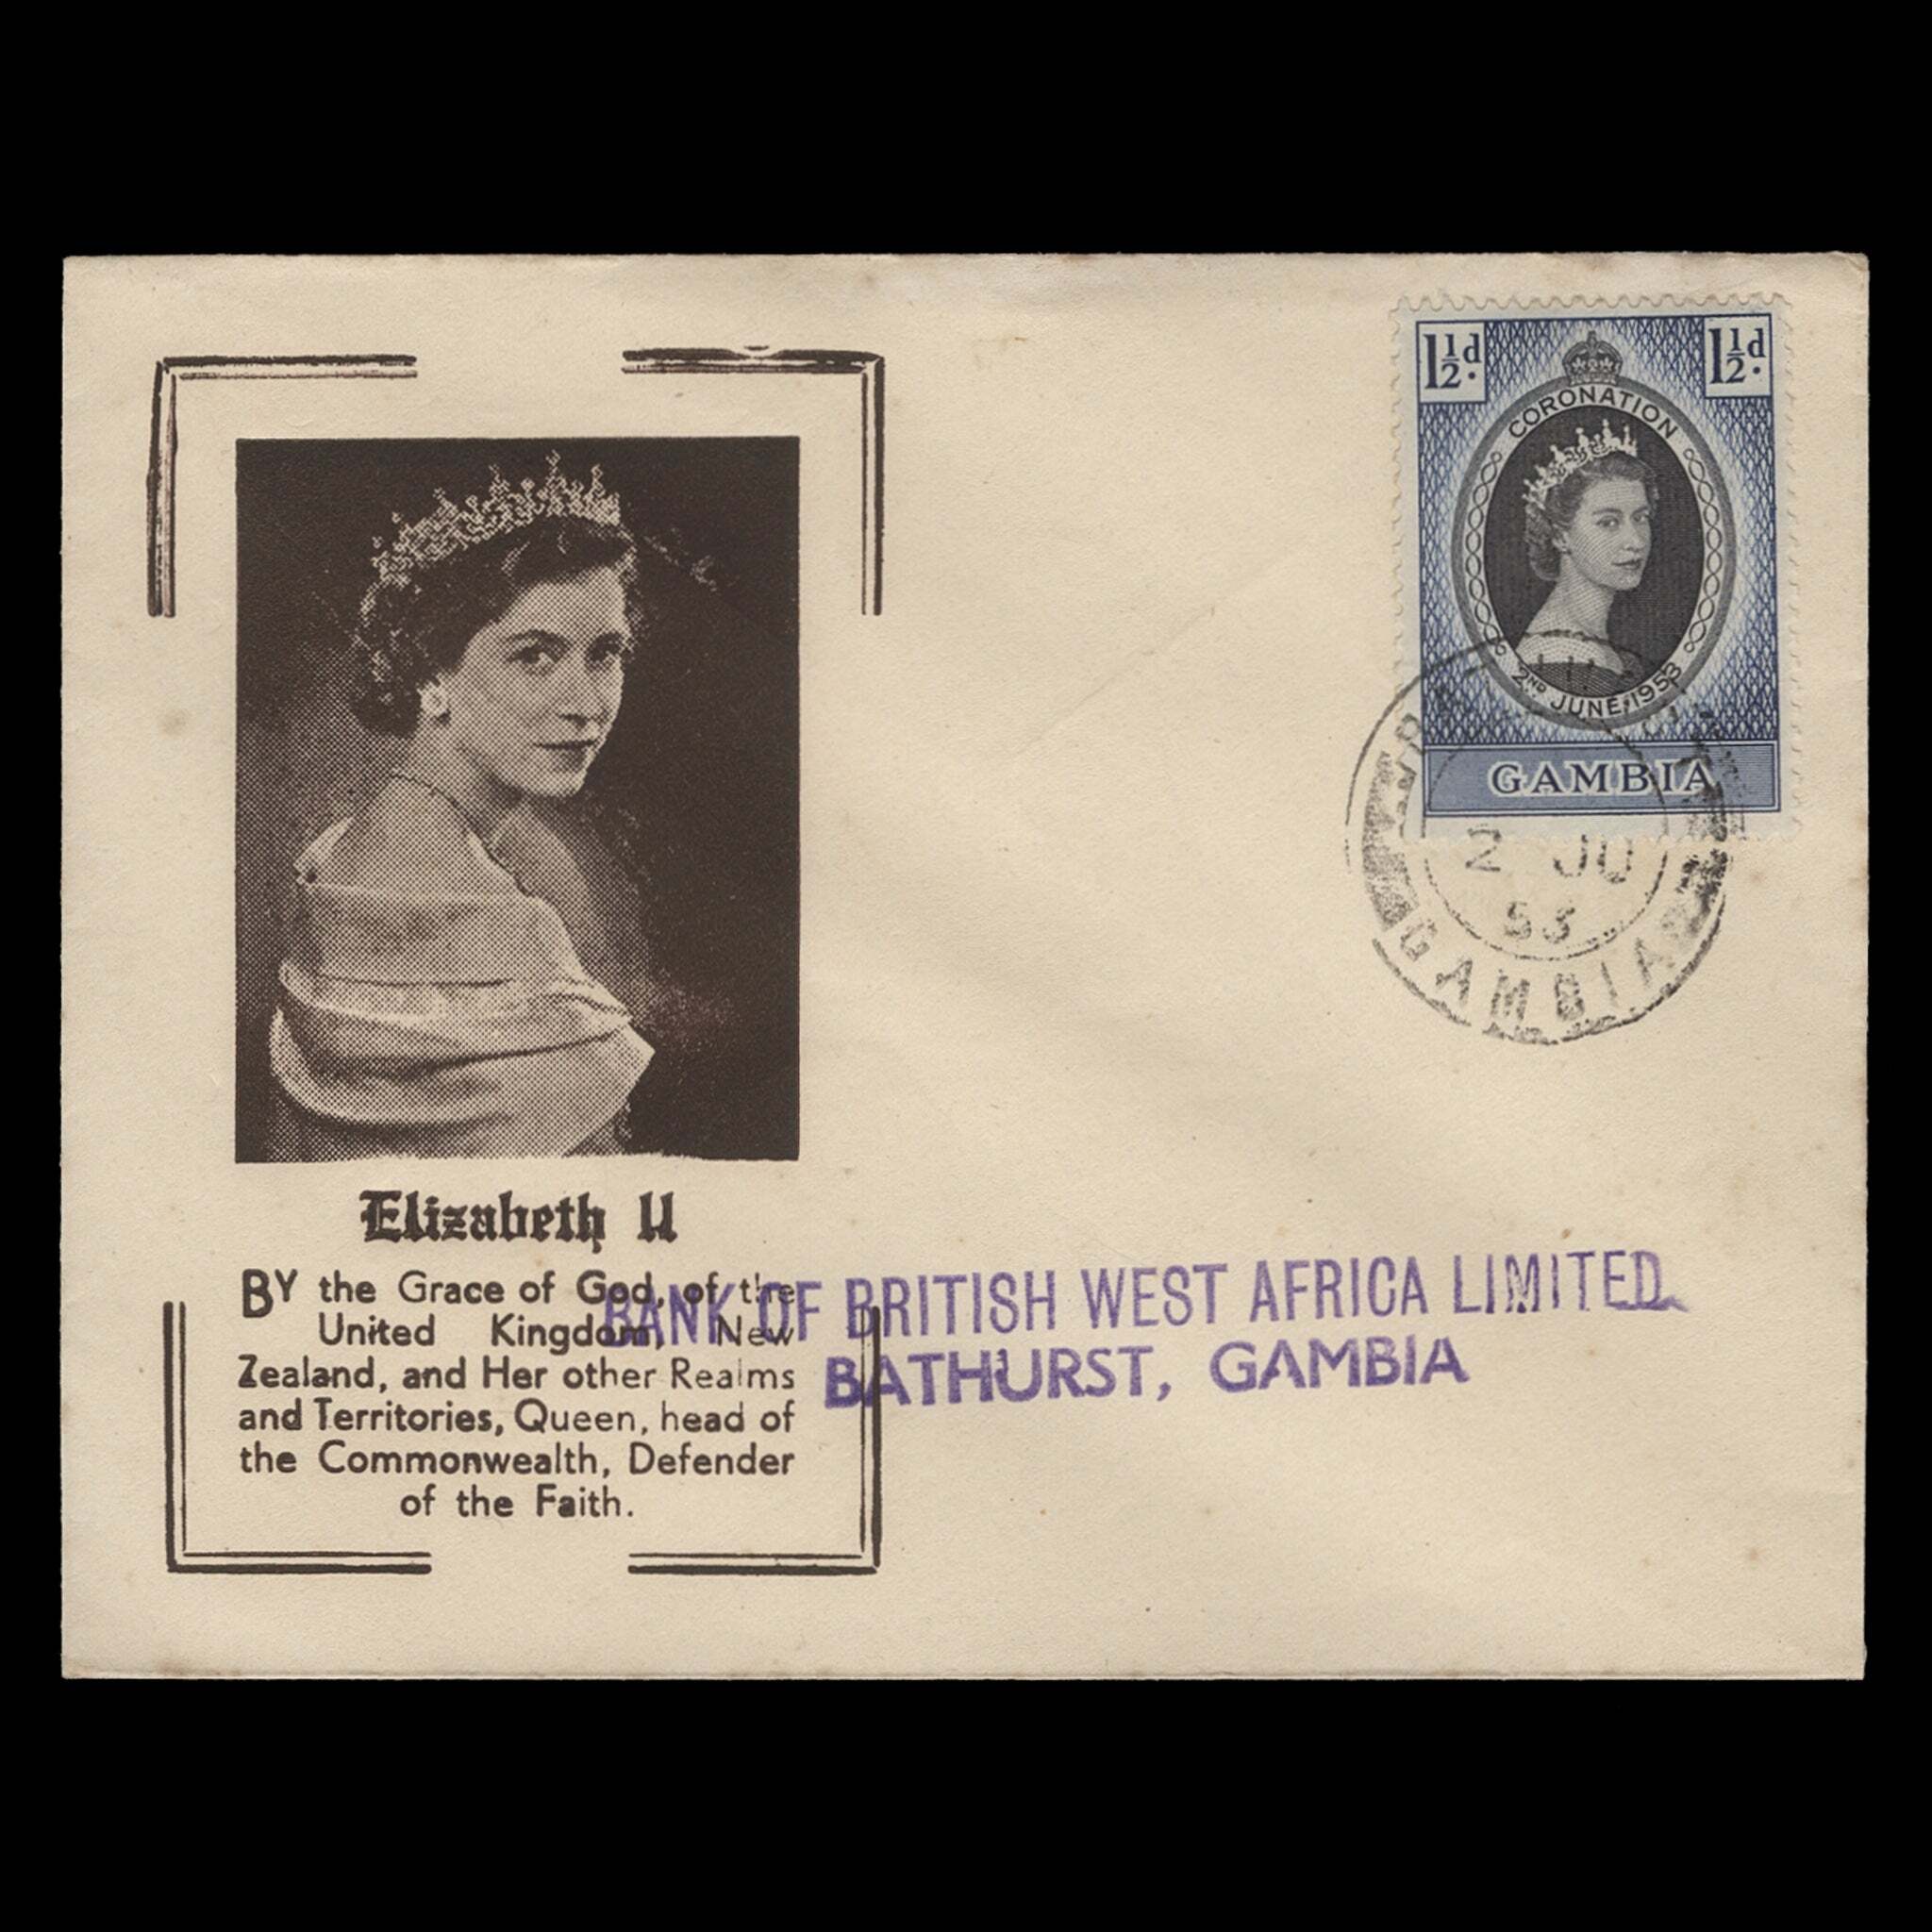 1½d.
1½d.
CORONATION
2ND JUNE 1953
GAMBIA
2 JU
53
GAMBIA
Elizabeth II
BY the Grace of God, of the
United Kingdom, New
Zealand, and Her other Realms
and Territories, Queen, head of
the Commonwealth, Defender
of the Faith.
BANK OF BRITISH WEST AFRICA LIMITED
BATHURST, GAMBIA